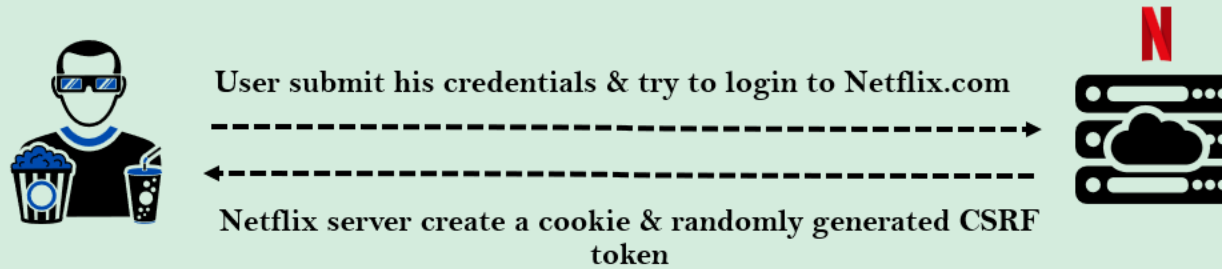 N
User submit his credentials & try to login to Netflix.com
Netflix server create a cookie & randomly generated CSRF
token